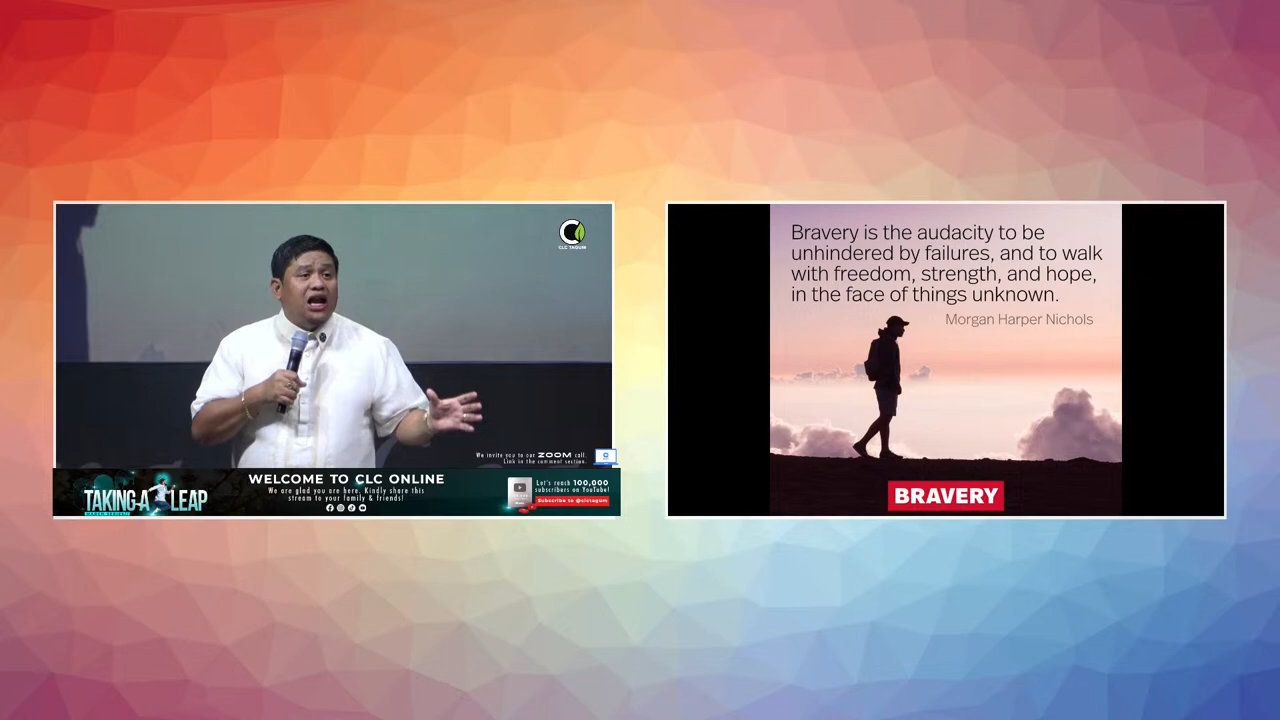 CLC TAGUM
We invite you to our ZOOM call.
Link in the comment section.
TAKING A LEAP
WELCOME TO CLC ONLINE
We are glad you are here. Kindly share this
stream to your family & friends!
Let's reach 100,000
subscribers on YouTube!
Subscribe to @clctagum
Bravery is the audacity to be
unhindered by failures, and to walk
with freedom, strength, and hope,
in the face of things unknown.
Morgan Harper Nichols
BRAVERY